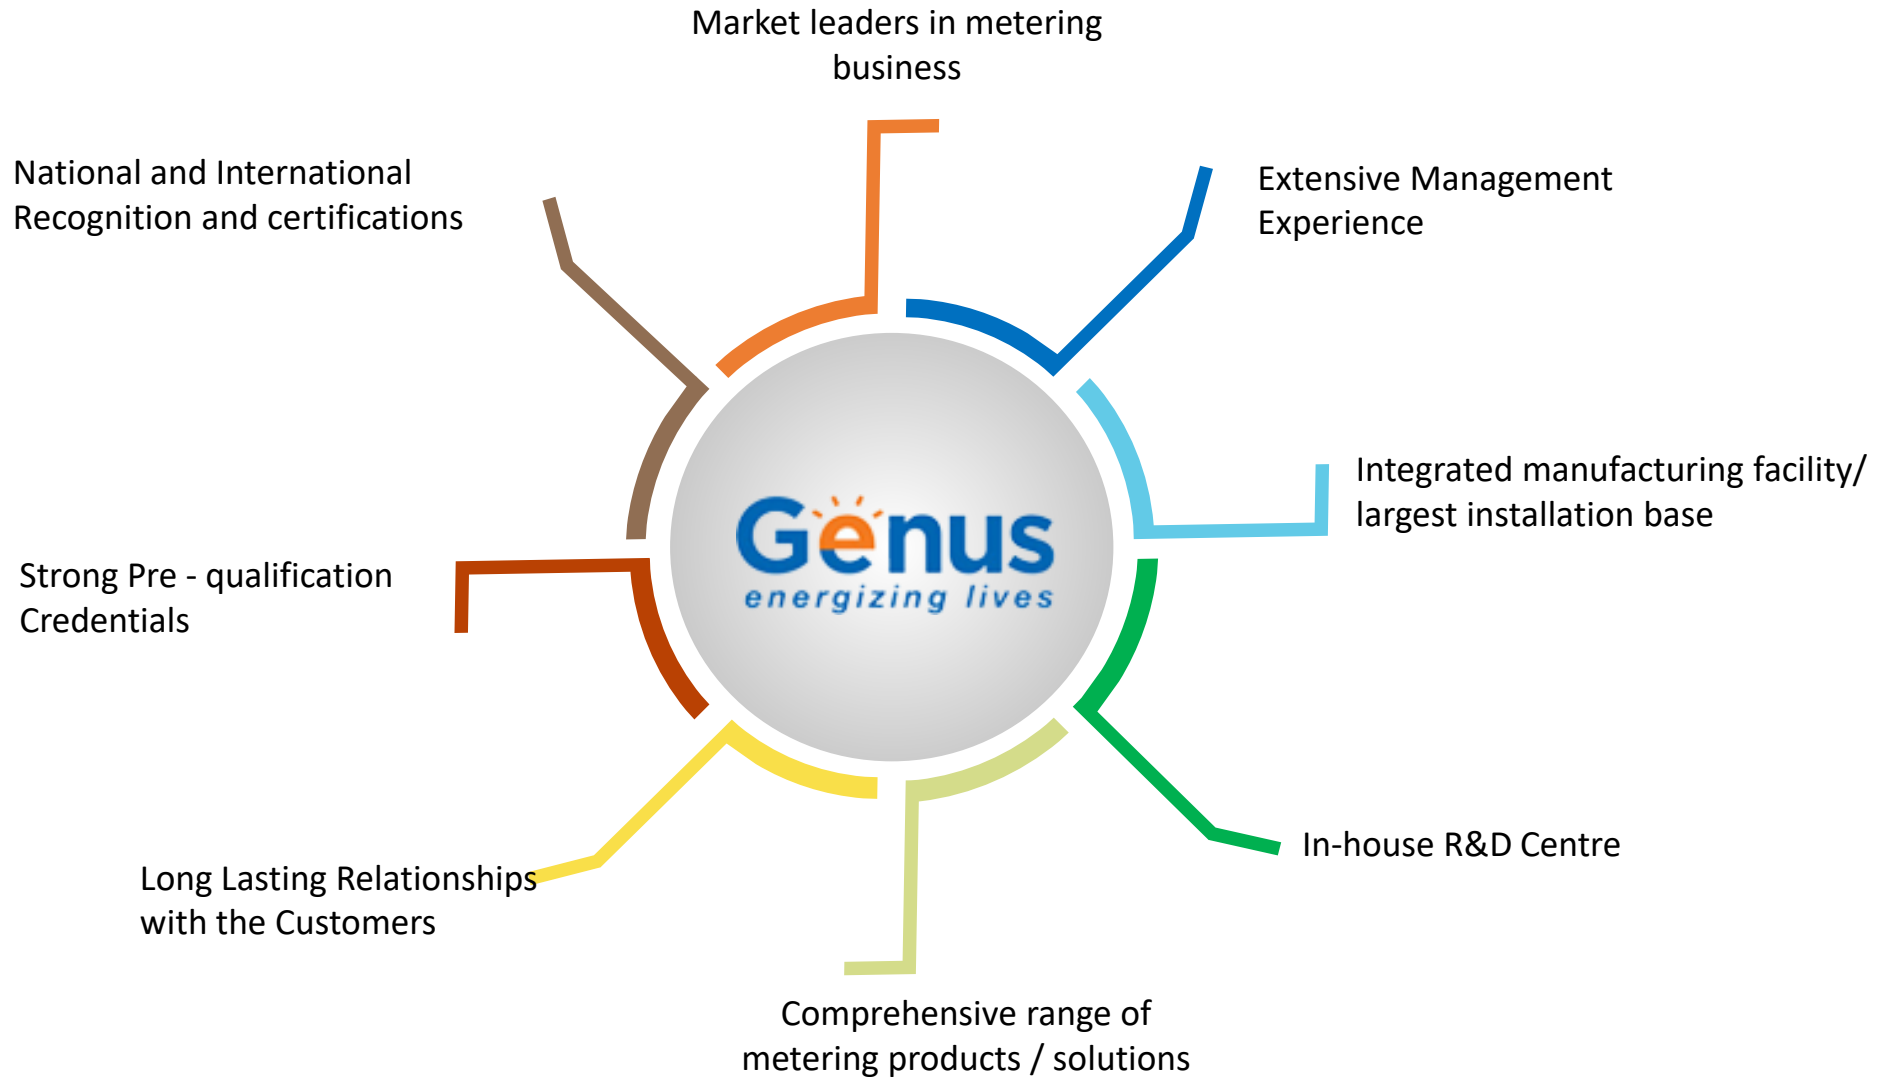 Market leaders in metering
business
National and International
Recognition and certifications
Extensive Management
Experience
Integrated manufacturing facility/
largest installation base
Genus
energizing lives
Strong Pre - qualification
Credentials
In-house R&D Centre
Long Lasting Relationships
with the Customers
Comprehensive range of
metering products / solutions